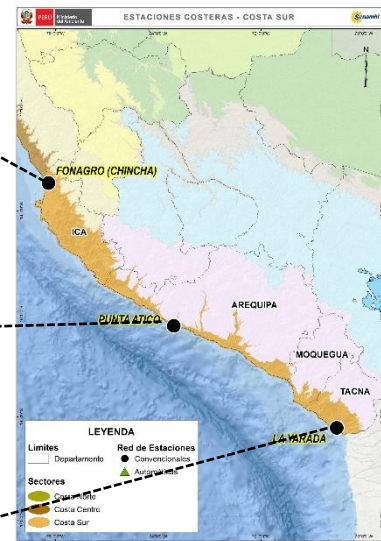 PERÚ Ministerio del Ambiente
ESTACIONES COSTERAS - COSTA SUR
Senamhi
N
FONAGRO (CHINCHA)
ICA
AREQUIPA
PUNTA ATICO
MOQUEGUA
TACNA
LA YARADA
LEYENDA
Limites
Departamento
Sectores
Costa Norte
Costa Centro
Costa Sur
Red de Estaciones
Convencionales
Automáticas